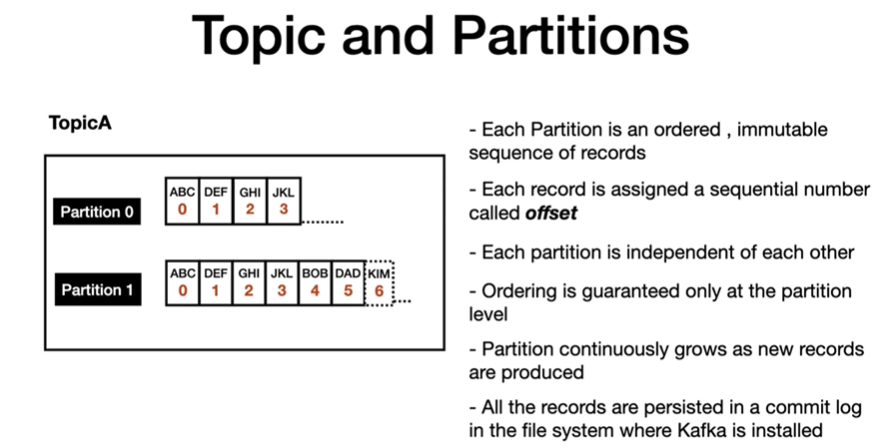 Topic and Partitions
TopicA
Partition 0
ABC DEF GHI JKL
0 1 2 3
Partition 1
ABC DEF GHI JKL BOB DAD KIM
0 1 2 3 4 5 6
- Each Partition is an ordered , immutable
sequence of records
- Each record is assigned a sequential number
called offset
- Each partition is independent of each other
- Ordering is guaranteed only at the partition
level
- Partition continuously grows as new records
are produced
- All the records are persisted in a commit log
in the file system where Kafka is installed